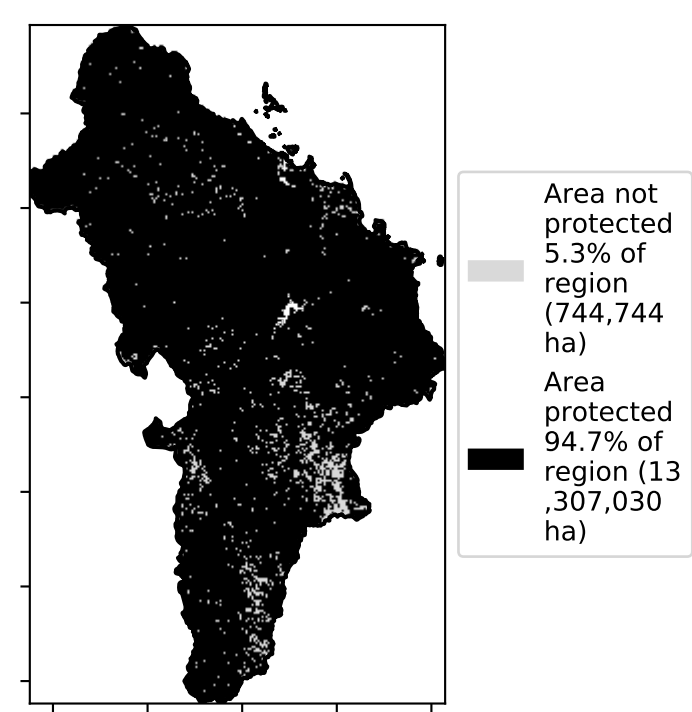 Area not
protected
5.3% of
region
(744,744
ha)
Area
protected
94.7% of
region (13
,307,030
ha)